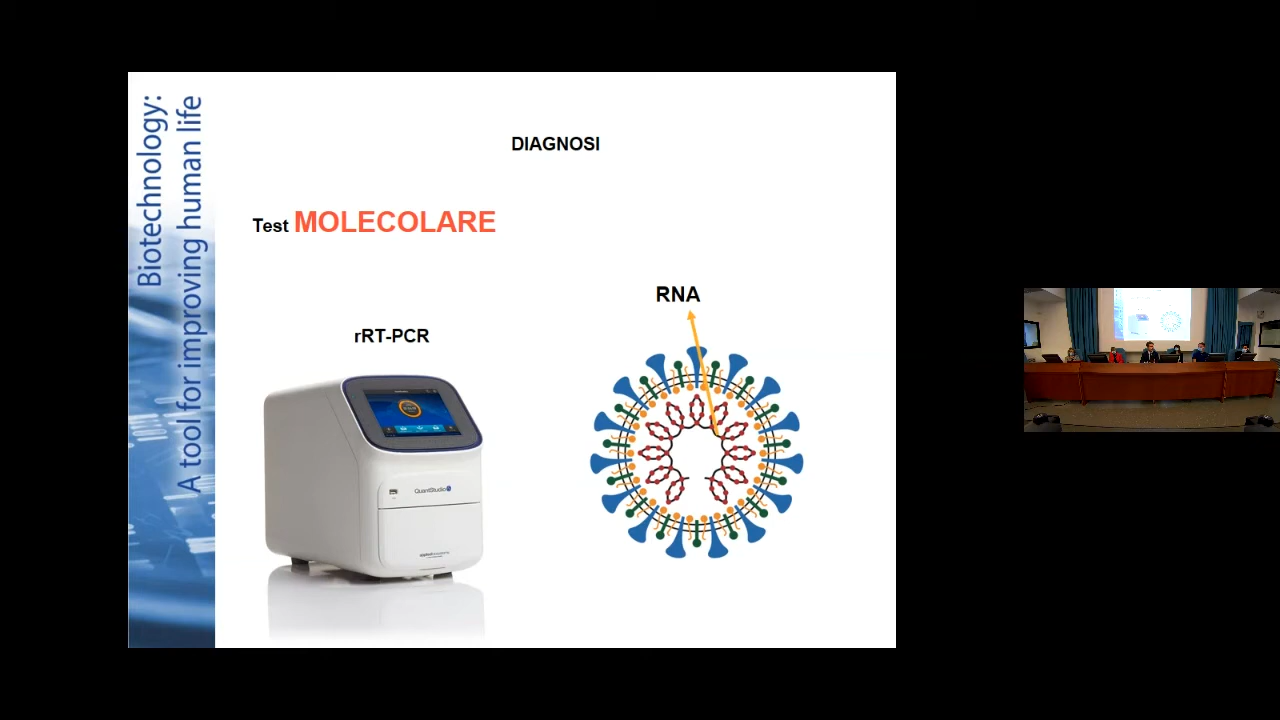 Biotechnology:
A tool for improving human life
DIAGNOSI
Test MOLECOLARE
RNA
rRT-PCR
QuantStudio